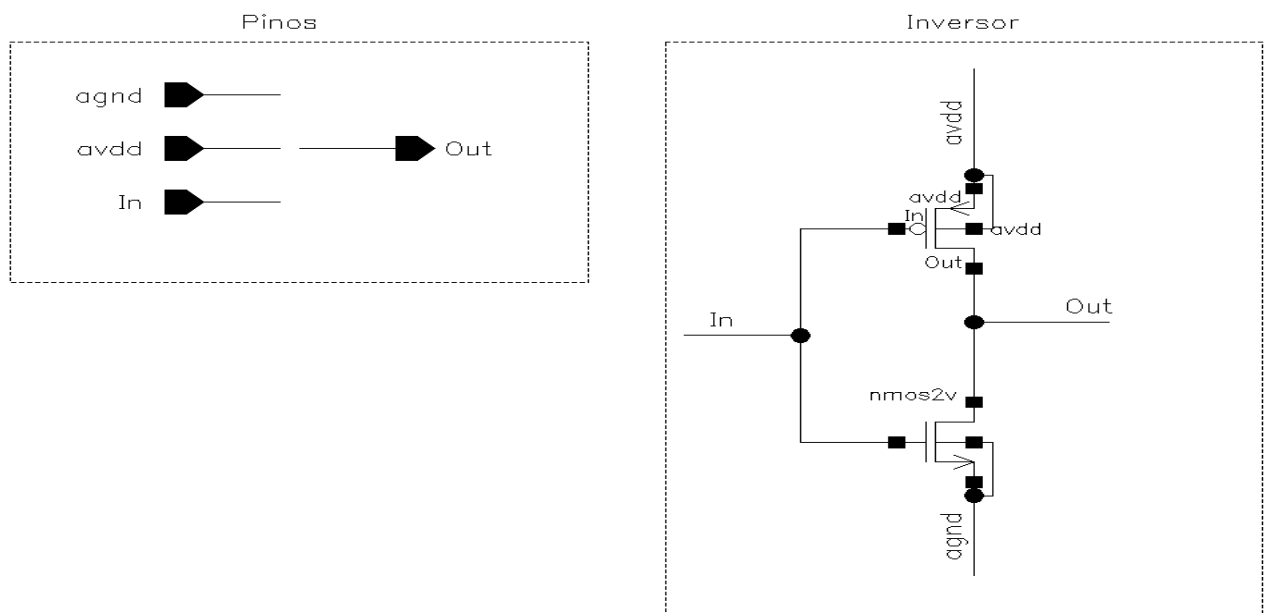 Pinos
agnd
avdd
Out
In
Inversor
avdd
avdd
In
avdd
Out
In
Out
nmos2v
agnd